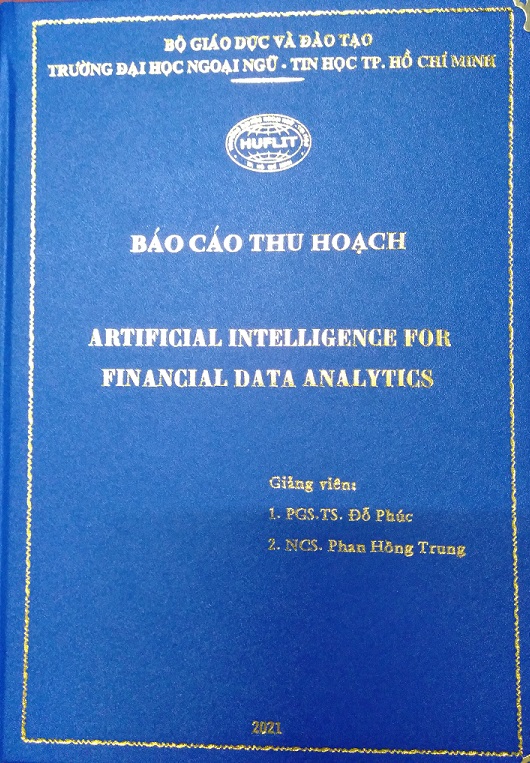 BỘ GIÁO DỤC VÀ ĐÀO TẠO
TRƯỜNG ĐẠI HỌC NGOẠI NGỮ - TIN HỌC TP. HỒ CHÍ MINH
HUFLIT
BÁO CÁO THU HOẠCH
ARTIFICIAL INTELLIGENCE FOR
FINANCIAL DATA ANALYTICS
Giảng viên:
1. PGS.TS. Đỗ Phúc
2. NCS. Phan Hồng Trung
2021